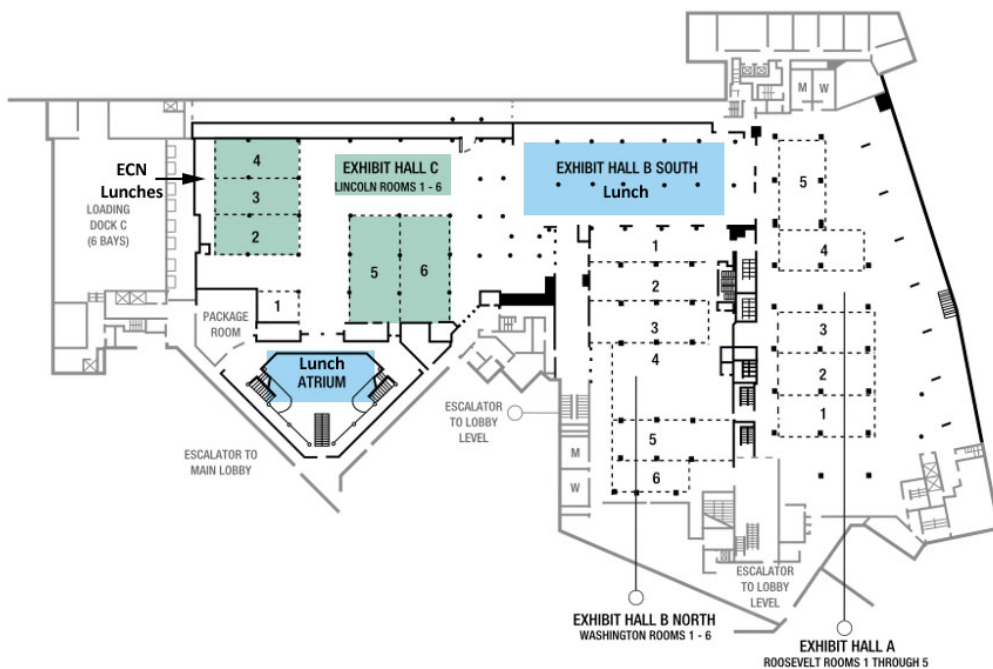 M
W
ECN
Lunches
LOADING
DOCK C
(6 BAYS)
4
3
2
EXHIBIT HALL C
LINCOLN ROOMS 1 - 6
5
6
1
PACKAGE
ROOM
Lunch
ATRIUM
ESCALATOR TO
MAIN LOBBY
EXHIBIT HALL B SOUTH
Lunch
1
2
3
4
5
6
ESCALATOR
TO LOBBY
LEVEL
M
W
5
4
3
2
1
ESCALATOR
TO LOBBY
LEVEL
EXHIBIT HALL B NORTH
WASHINGTON ROOMS 1 - 6
EXHIBIT HALL A
ROOSEVELT ROOMS 1 THROUGH 5